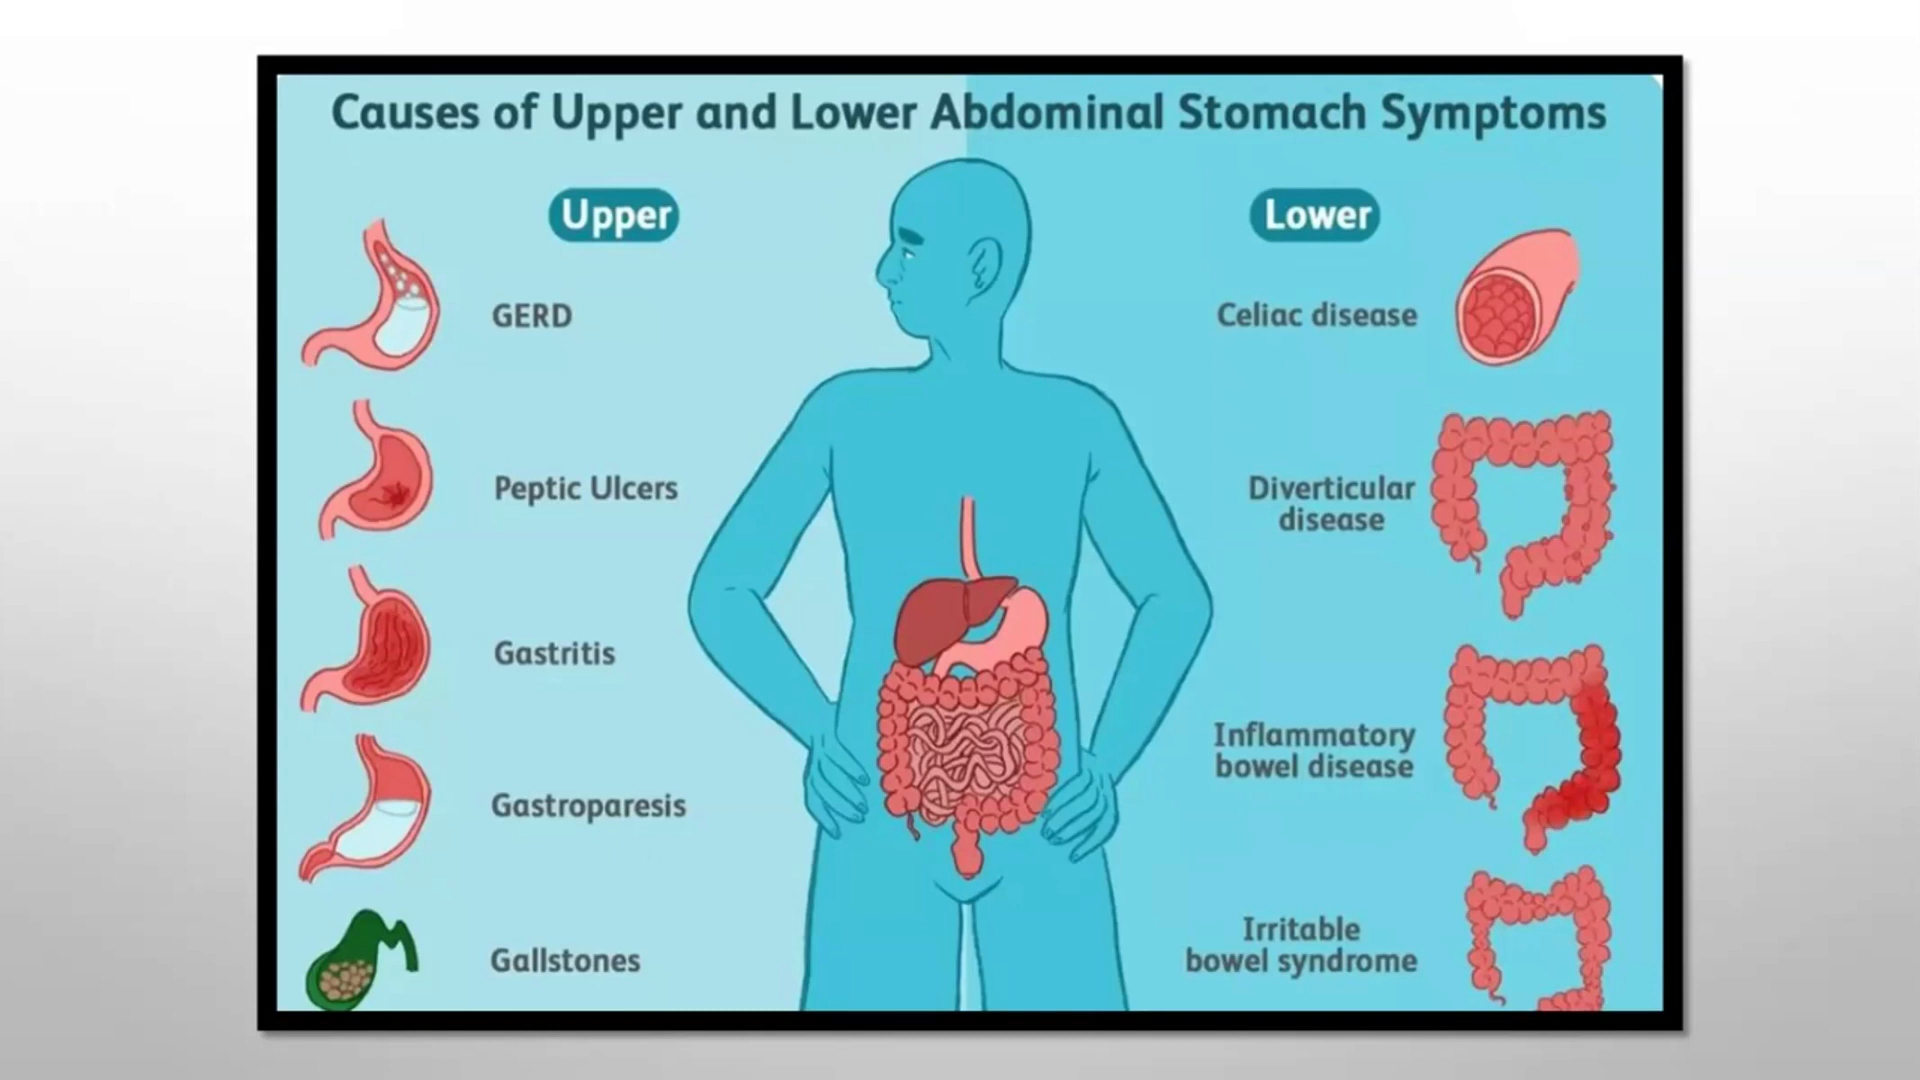 Causes of Upper and Lower Abdominal Stomach Symptoms
Upper
GERD
Peptic Ulcers
Gastritis
Gastroparesis
Gallstones
Lower
Celiac disease
Diverticular
disease
Inflammatory
bowel disease
Irritable
bowel syndrome